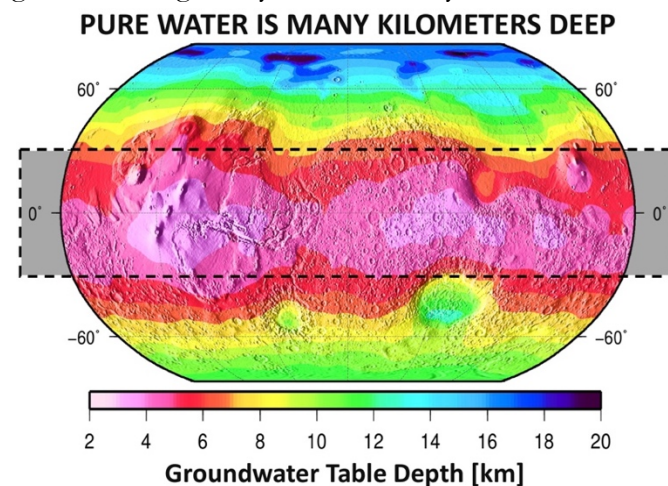 PURE WATER IS MANY KILOMETERS DEEP
60° 60°
0° 0°
−60° −60°
2 4 6 8 10 12 14 16 18 20
Groundwater Table Depth [km]